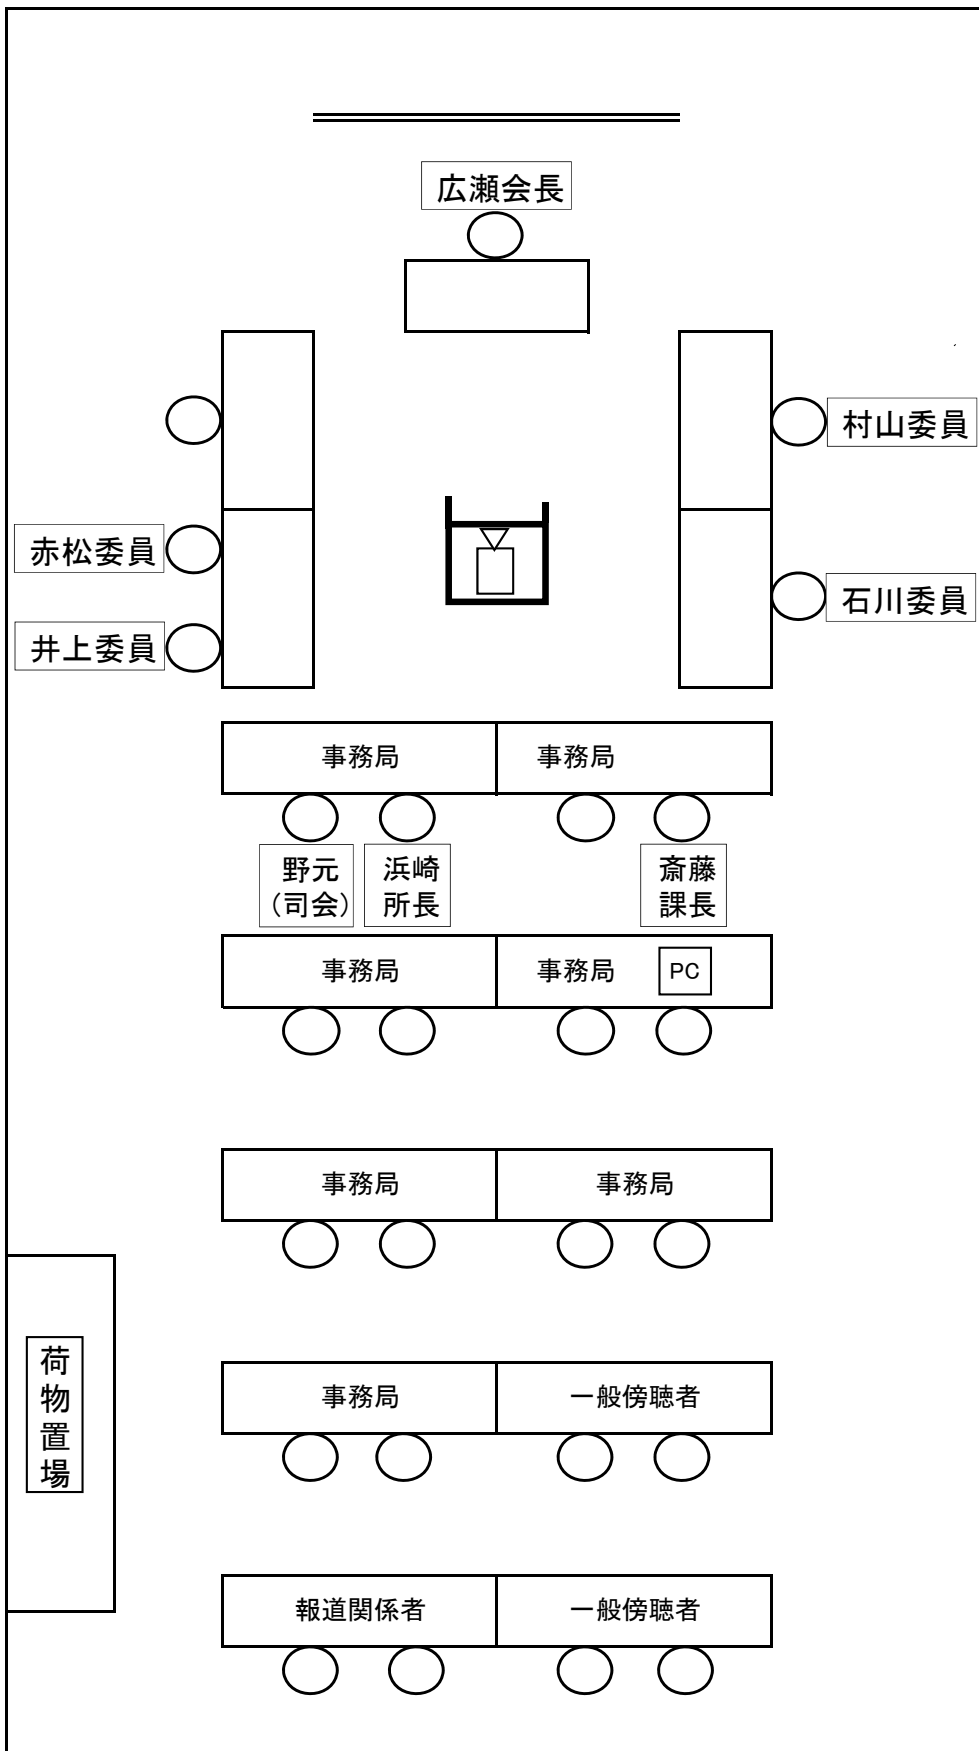 広瀬会長
村山委員
赤松委員
石川委員
井上委員
事務局 事務局
野元
(司会)
浜崎
所長
斎藤
課長
事務局 事務局 PC
事務局 事務局
荷物置場
事務局 一般傍聴者
報道関係者 一般傍聴者